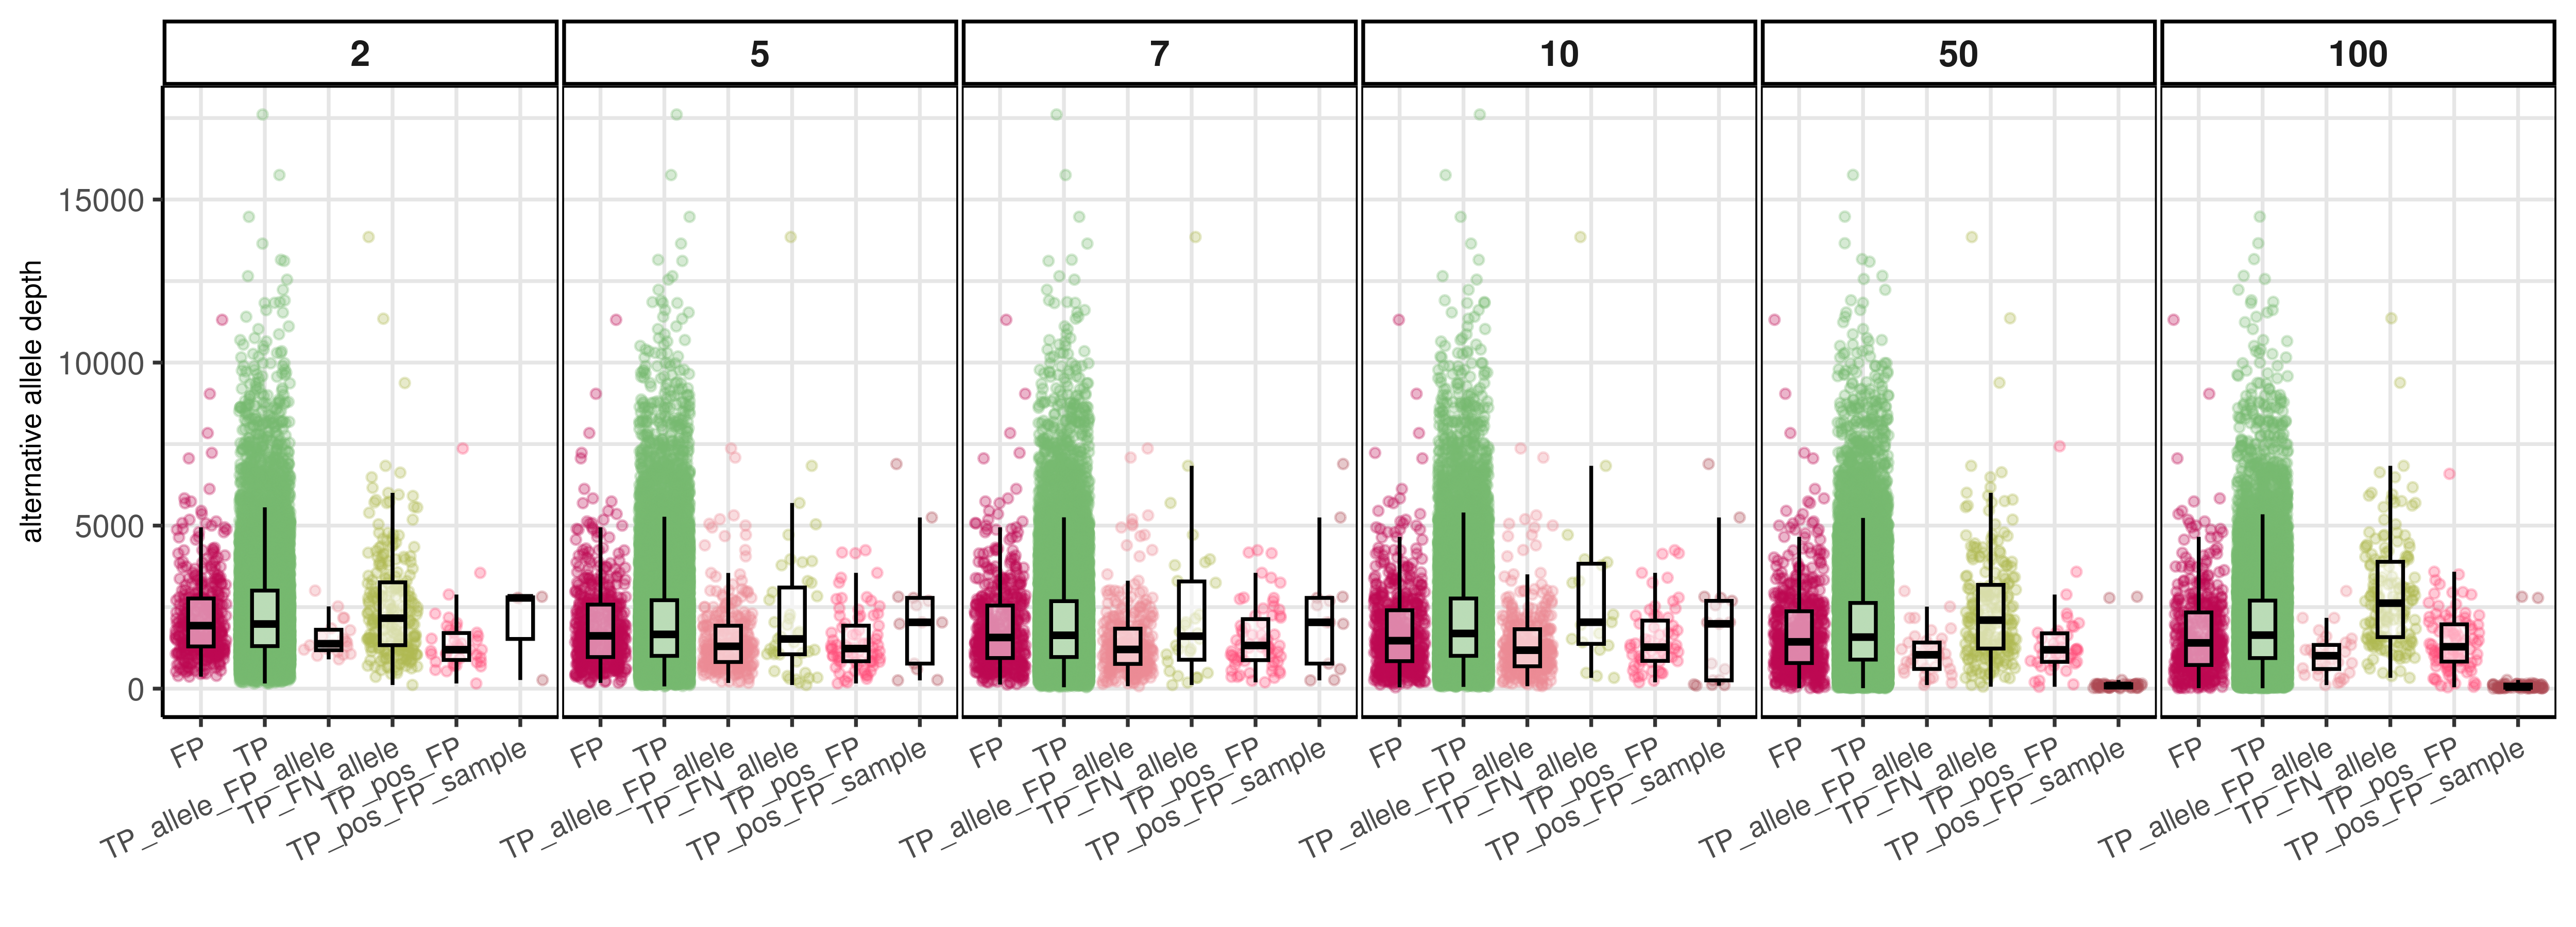 2 5 7 10 50 100
alternative allele depth
15000
10000
5000
0
FP TP TP_allele_FP_allele TP_FN_allele TP_pos_FP TP_pos_FP_sample
FP TP TP_allele_FP_allele TP_FN_allele TP_pos_FP TP_pos_FP_sample
FP TP TP_allele_FP_allele TP_FN_allele TP_pos_FP TP_pos_FP_sample
FP TP TP_allele_FP_allele TP_FN_allele TP_pos_FP TP_pos_FP_sample
FP TP TP_allele_FP_allele TP_FN_allele TP_pos_FP TP_pos_FP_sample
FP TP TP_allele_FP_allele TP_FN_allele TP_pos_FP TP_pos_FP_sample